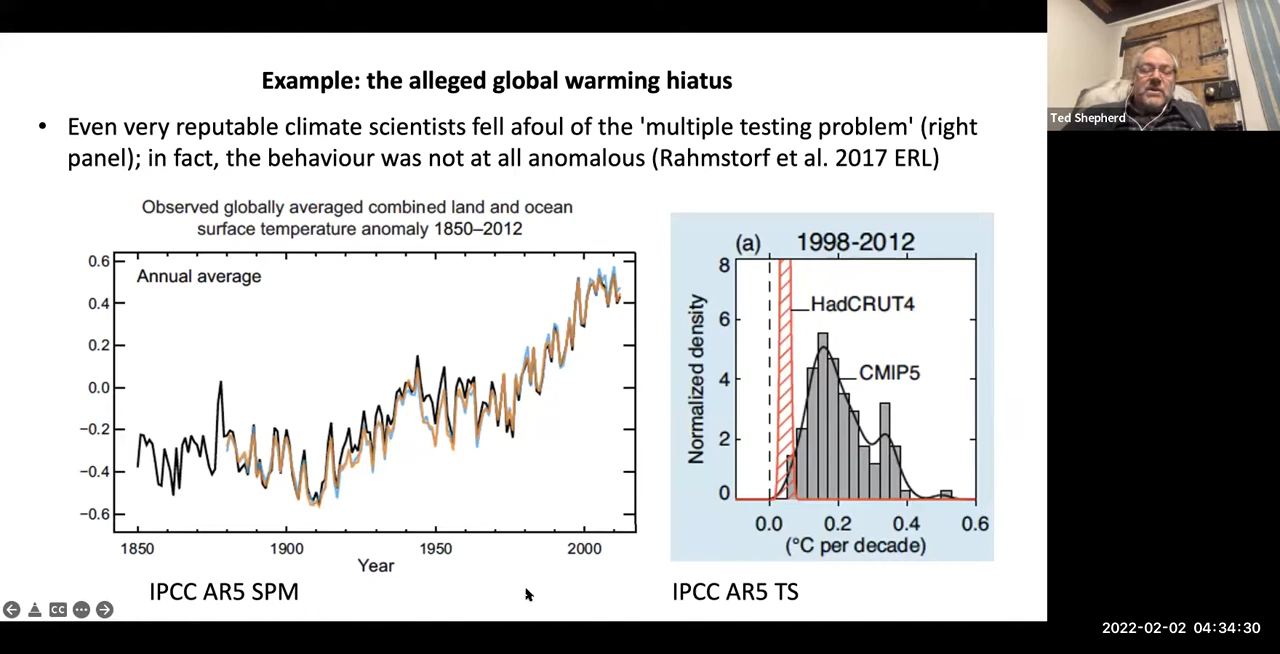 Example: the alleged global warming hiatus
• Even very reputable climate scientists fell afoul of the 'multiple testing problem' (right
panel); in fact, the behaviour was not at all anomalous (Rahmstorf et al. 2017 ERL)
Observed globally averaged combined land and ocean
surface temperature anomaly 1850–2012
Annual average
0.6
0.4
0.2
0.0
−0.2
−0.4
−0.6
1850 1900 1950 2000
Year
IPCC AR5 SPM
(a) 1998-2012
Normalized density
8
6
4
2
0
HadCRUT4
CMIP5
0.0 0.2 0.4 0.6
(°C per decade)
IPCC AR5 TS
CC
Ted Shepherd
2022-02-02 04:34:30